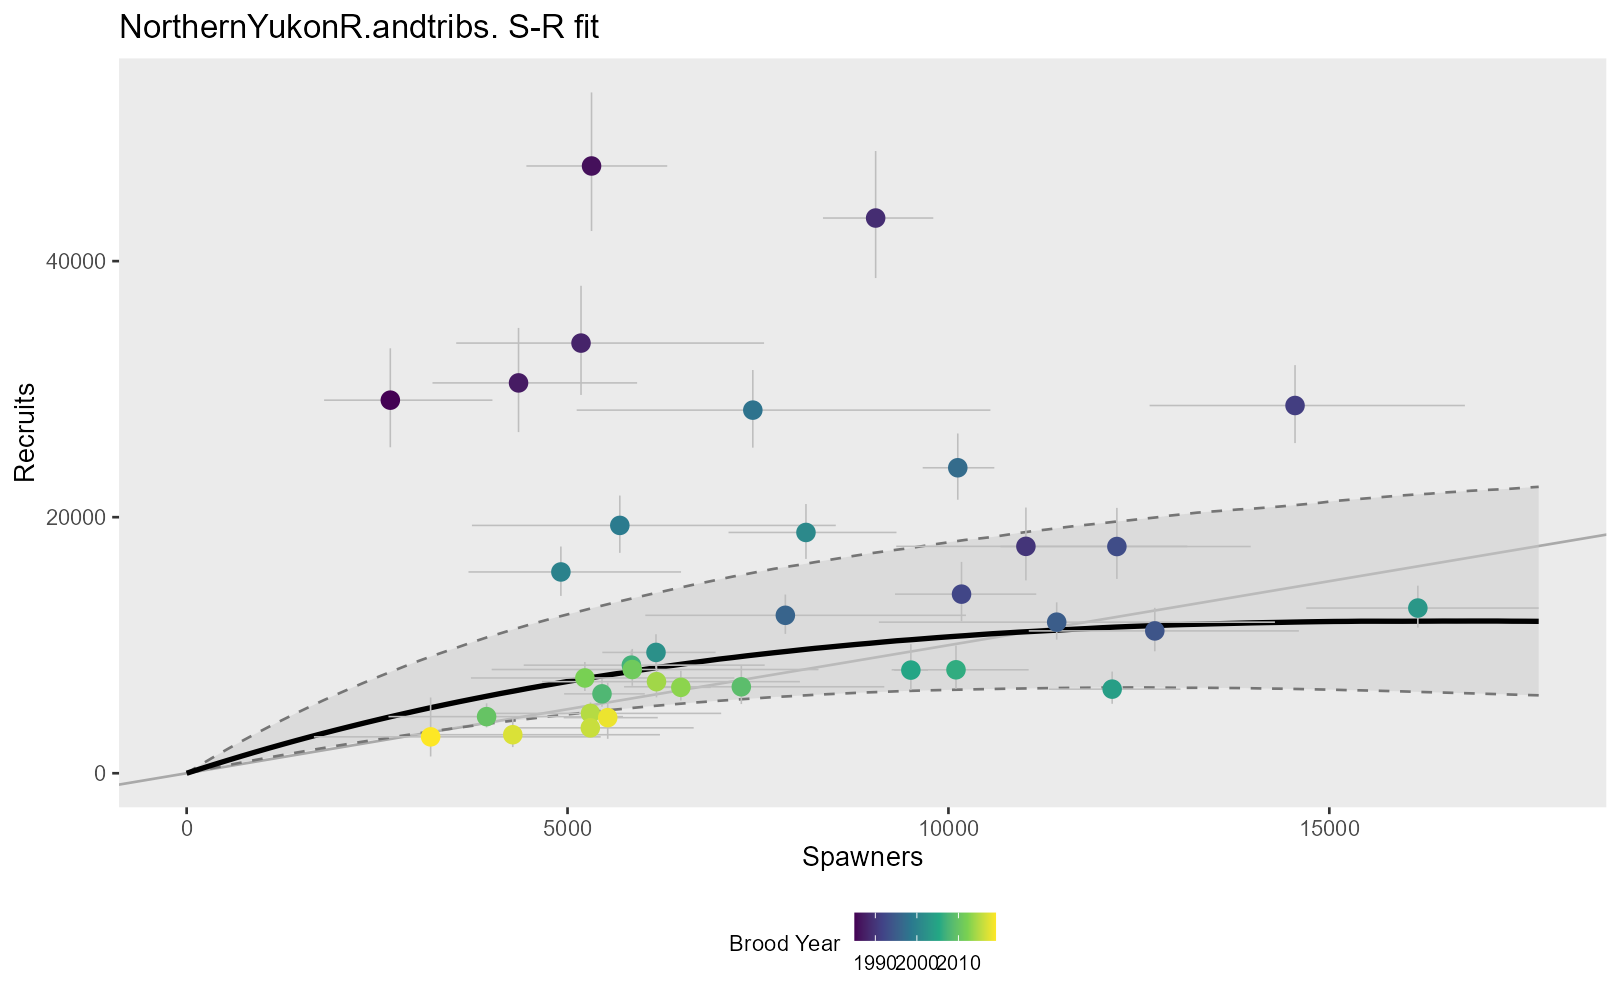 NorthernYukonR.andtribs. S-R fit
Recruits
40000
20000
0
0 5000 10000 15000
Spawners
Brood Year
1990 2000 2010